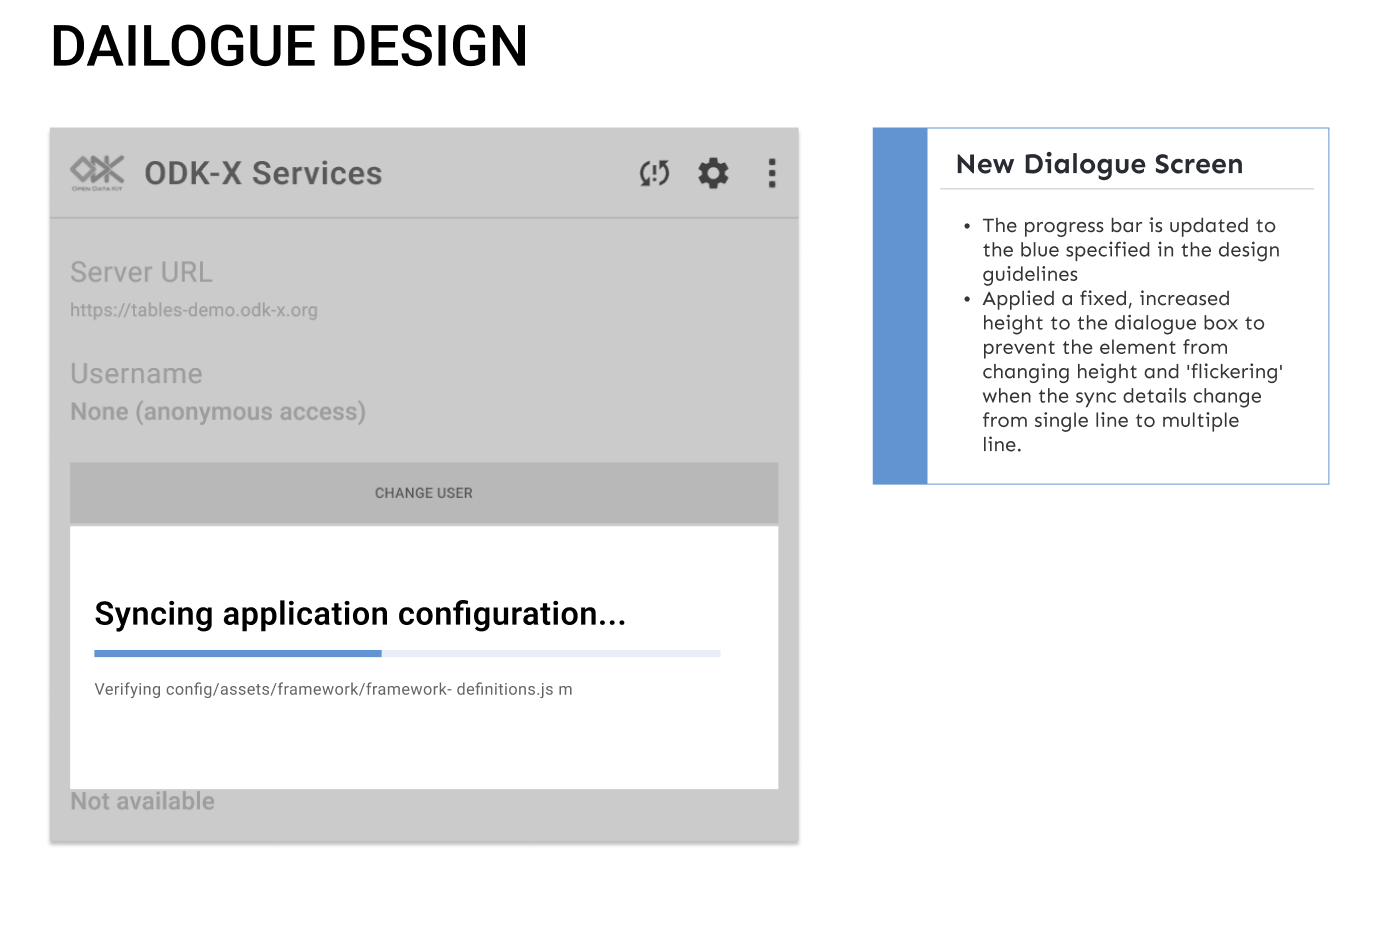 DAILOGUE DESIGN
OPEN DATA KIT
ODK-X Services
Server URL
https://tables-demo.odk-x.org
Username
None (anonymous access)
CHANGE USER
Syncing application configuration...
Verifying config/assets/framework/framework- definitions.js m
Not available
New Dialogue Screen
• The progress bar is updated to
the blue specified in the design
guidelines
• Applied a fixed, increased
height to the dialogue box to
prevent the element from
changing height and 'flickering'
when the sync details change
from single line to multiple
line.